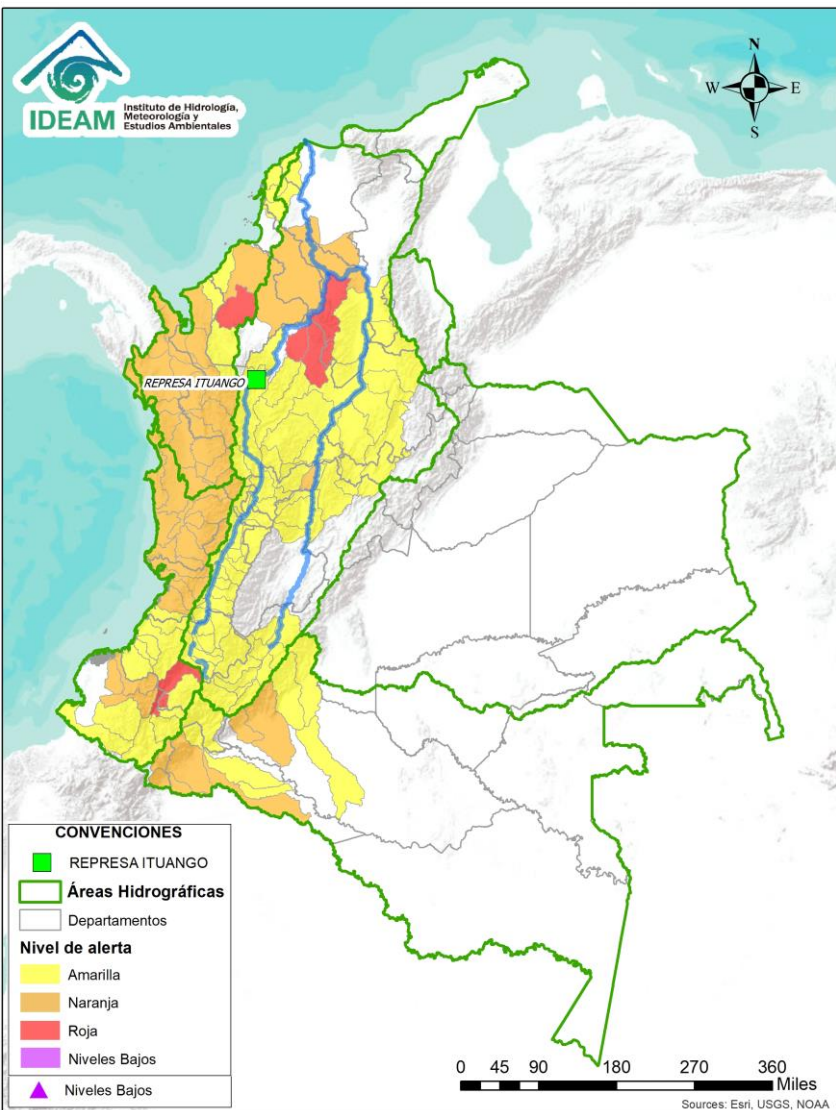 IDEAM
Instituto de Hidrología,
Meteorología y
Estudios Ambientales
N
W
E
S
REPRESA ITUANGO
CONVENCIONES
REPRESA ITUANGO
Áreas Hidrográficas
Departamentos
Nivel de alerta
Amarilla
Naranja
Roja
Niveles Bajos
Niveles Bajos
0 45 90 180 270 360
Miles
Sources: Esri, USGS, NOAA